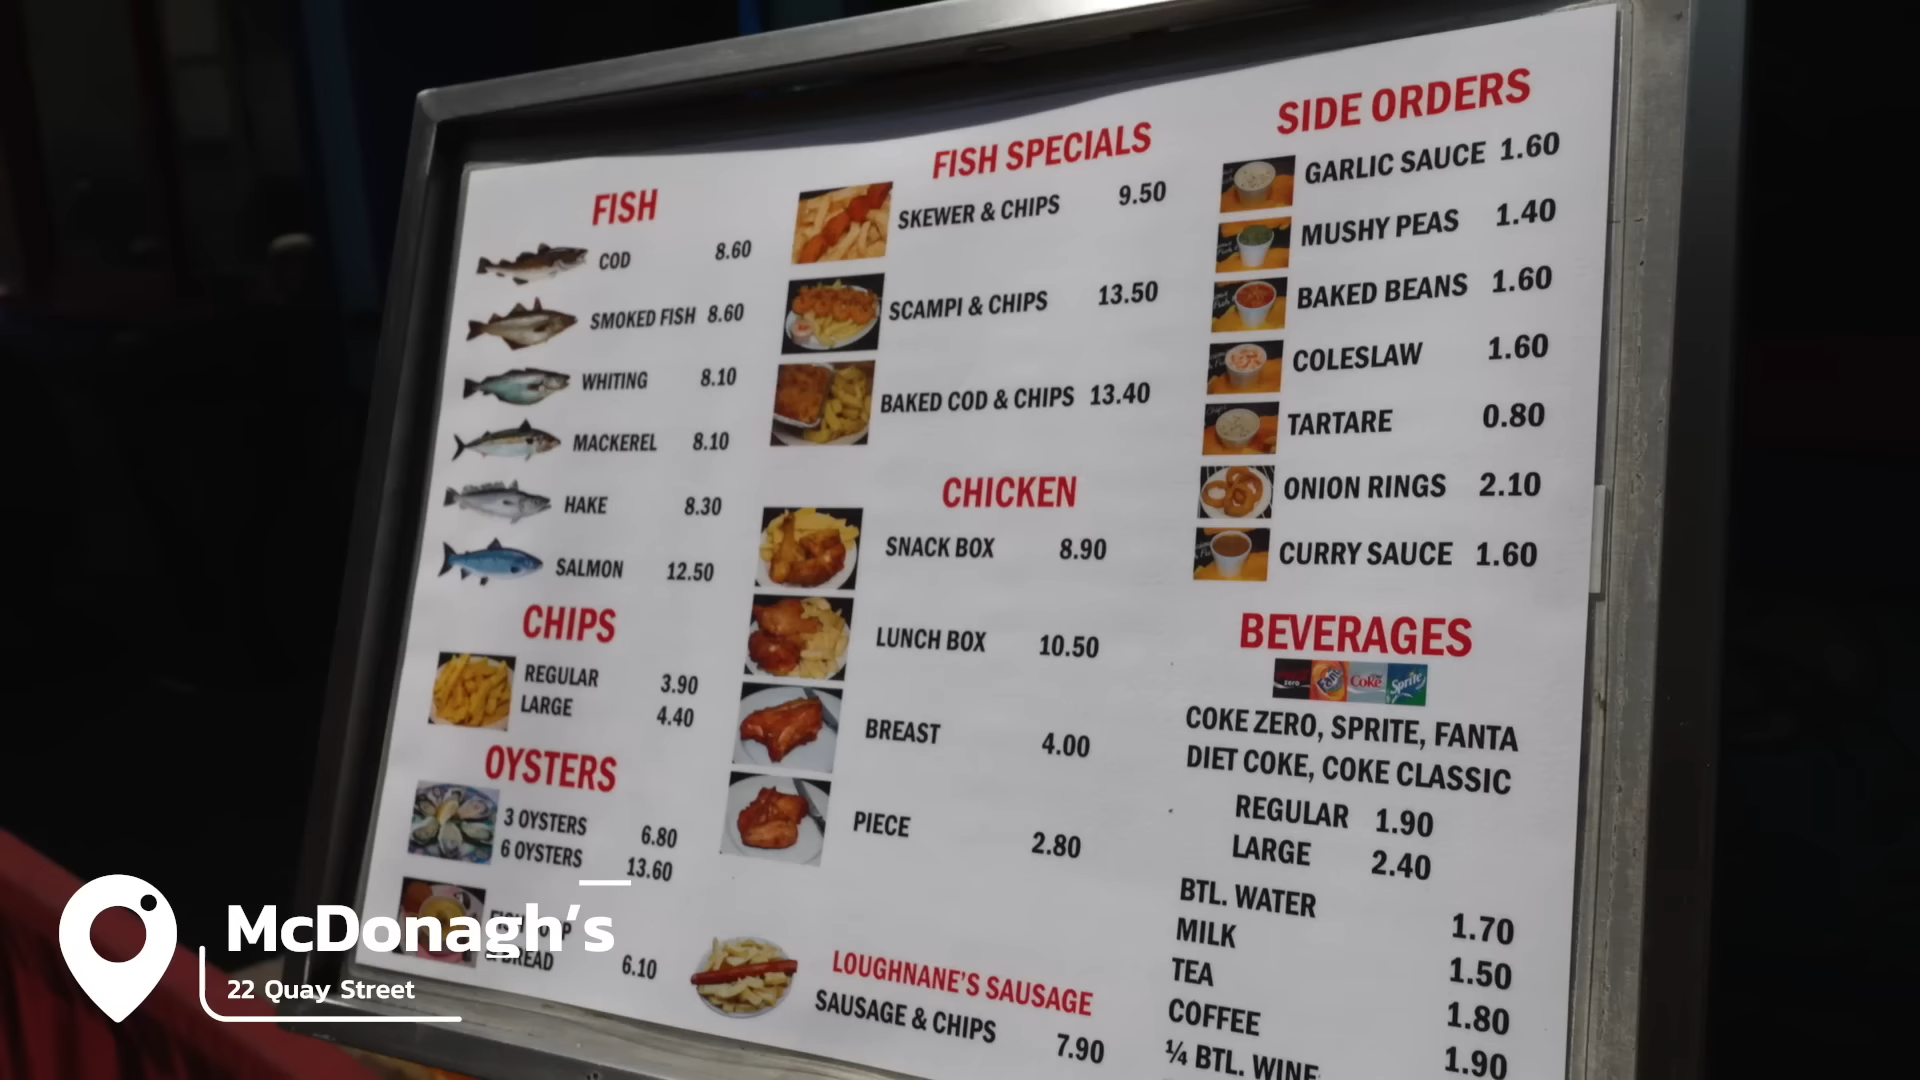 FISH
COD 8.60
SMOKED FISH 8.60
WHITING 8.10
MACKEREL 8.10
HAKE 8.30
SALMON 12.50
CHIPS
REGULAR 3.90
LARGE 4.40
OYSTERS
3 OYSTERS 6.80
6 OYSTERS 13.60
BREAD 6.10
FISH SPECIALS
SKEWER & CHIPS 9.50
SCAMPI & CHIPS 13.50
BAKED COD & CHIPS 13.40
CHICKEN
SNACK BOX 8.90
LUNCH BOX 10.50
BREAST 4.00
PIECE 2.80
LOUGHNANE'S SAUSAGE
SAUSAGE & CHIPS 7.90
SIDE ORDERS
GARLIC SAUCE 1.60
MUSHY PEAS 1.40
BAKED BEANS 1.60
COLESLAW 1.60
TARTARE 0.80
ONION RINGS 2.10
CURRY SAUCE 1.60
BEVERAGES
zero Fanta Coke Sprite
COKE ZERO, SPRITE, FANTA
DIET COKE, COKE CLASSIC
REGULAR 1.90
LARGE 2.40
BTL. WATER 1.70
MILK 1.50
TEA 1.80
COFFEE 1.90
¼ BTL. WINE
McDonagh's
22 Quay Street